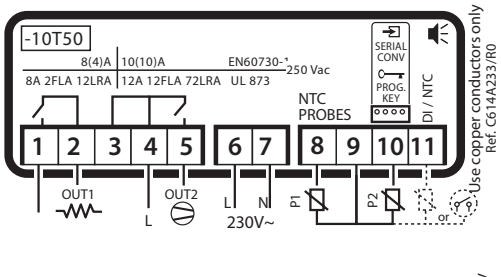 -10T50
8(4)A 10(10)A EN60730-1
8A 2FLA 12LRA 12A 12FLA 72LRA UL 873
250 Vac
SERIAL
CONV
PROG.
KEY
NTC
PROBES
DI / NTC
Use copper conductors only
Ref. C614A233/R0
1 2 3 4 5 6 7 8 9 10 11
OUT1
L
OUT2
L N
230V~
P1
P2
or